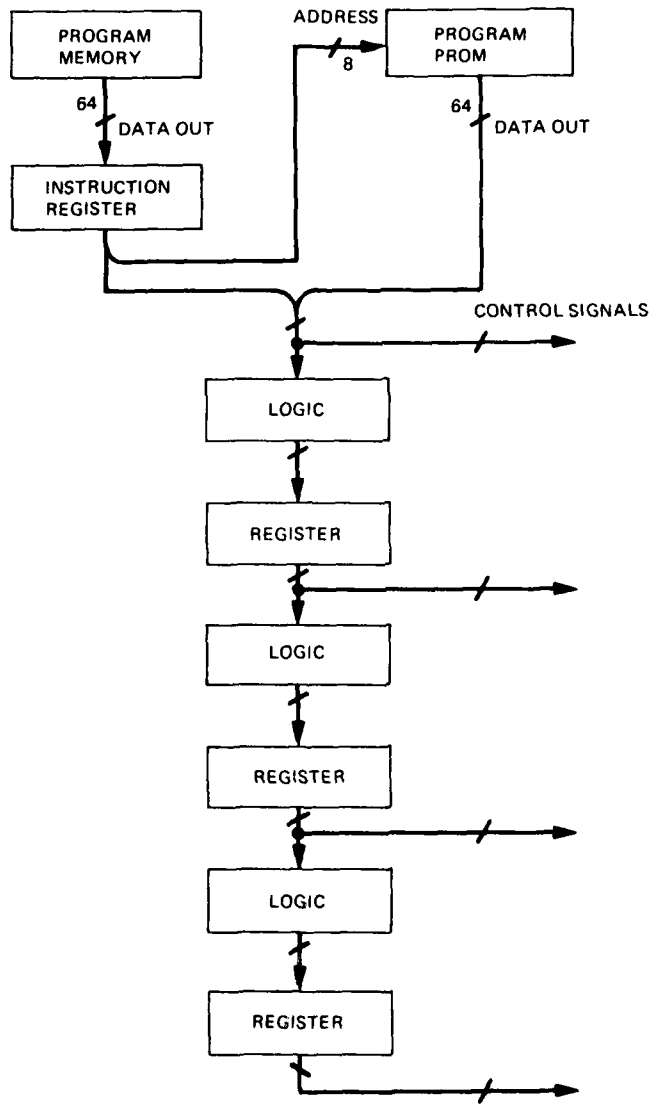 ADDRESS
PROGRAM
MEMORY
PROGRAM
PROM
8
64
DATA OUT
64
DATA OUT
INSTRUCTION
REGISTER
CONTROL SIGNALS
LOGIC
REGISTER
LOGIC
REGISTER
LOGIC
REGISTER